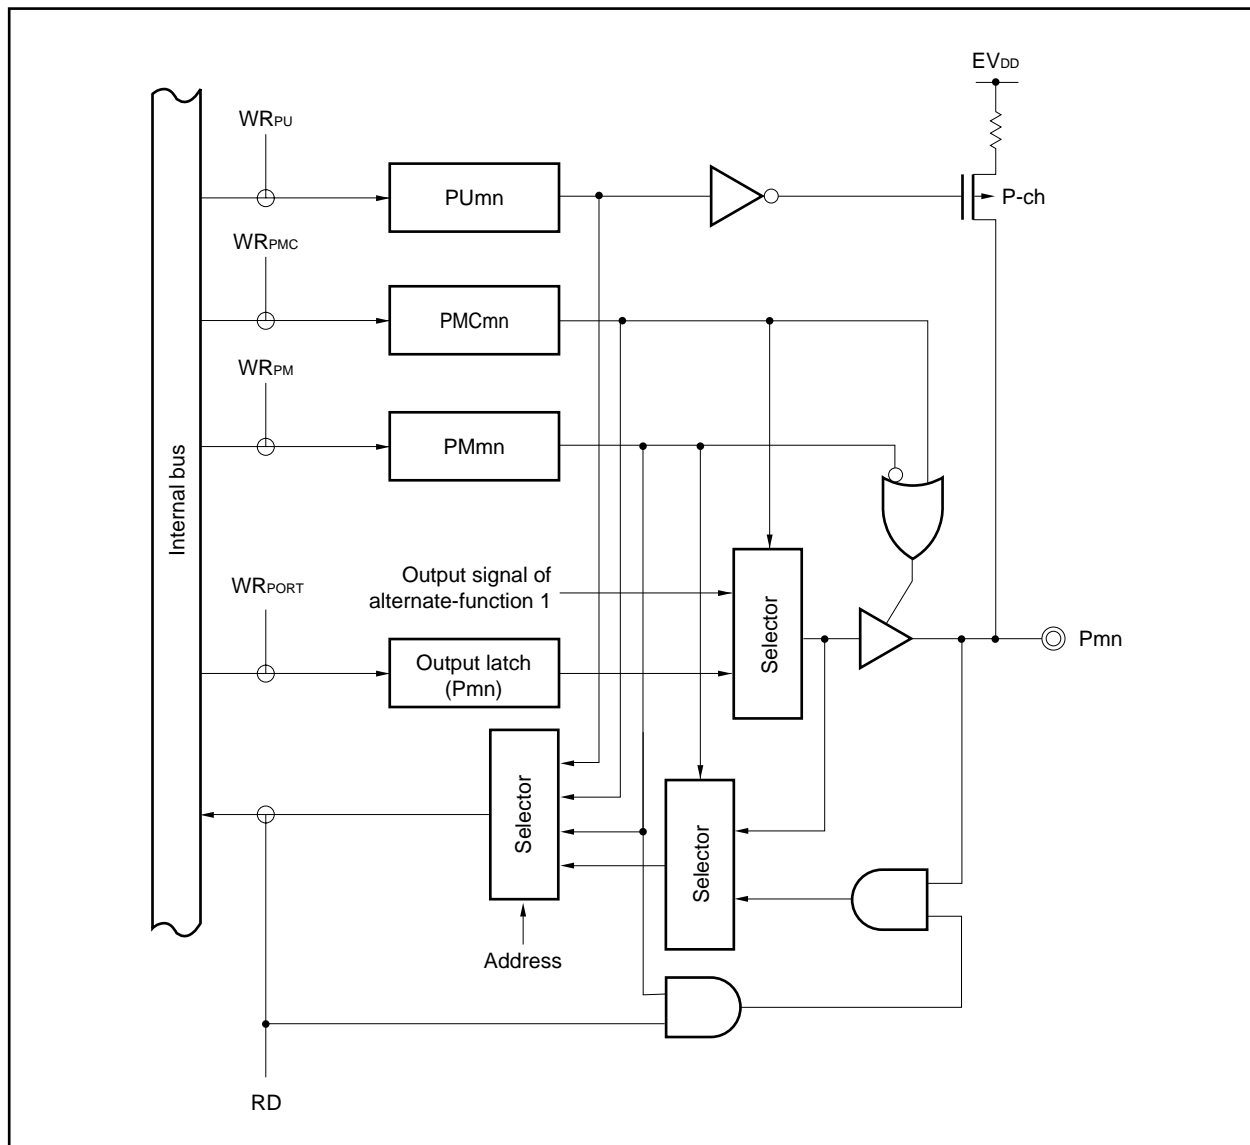 EVDD
WRPU
PUmn
P-ch
WRPMC
PMCmn
WRPM
PMmn
Internal bus
Output signal of
alternate-function 1
WRPORT
Selector
Output latch
(Pmn)
Pmn
Selector
Selector
Address
RD